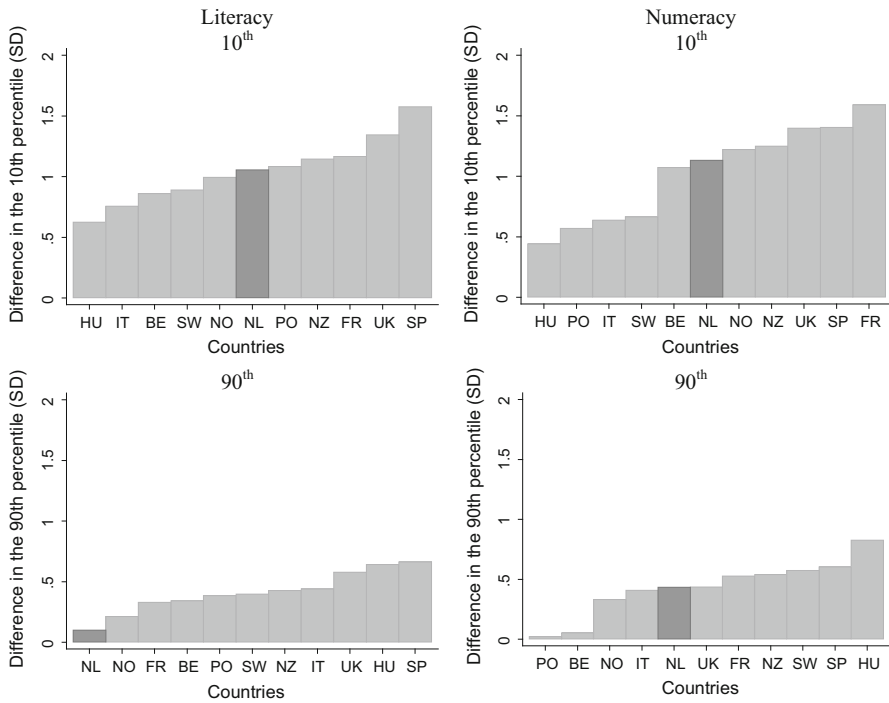 Literacy
10th
Difference in the 10th percentile (SD)
2
1.5
1
.5
0
HU IT BE SW NO NL PO NZ FR UK SP
Countries
Numeracy
10th
Difference in the 10th percentile (SD)
2
1.5
1
.5
0
HU PO IT SW BE NL NO NZ UK SP FR
Countries
90th
Difference in the 90th percentile (SD)
2
1.5
1
.5
0
NL NO FR BE PO SW NZ IT UK HU SP
Countries
90th
Difference in the 90th percentile (SD)
2
1.5
1
.5
0
PO BE NO IT NL UK FR NZ SW SP HU
Countries